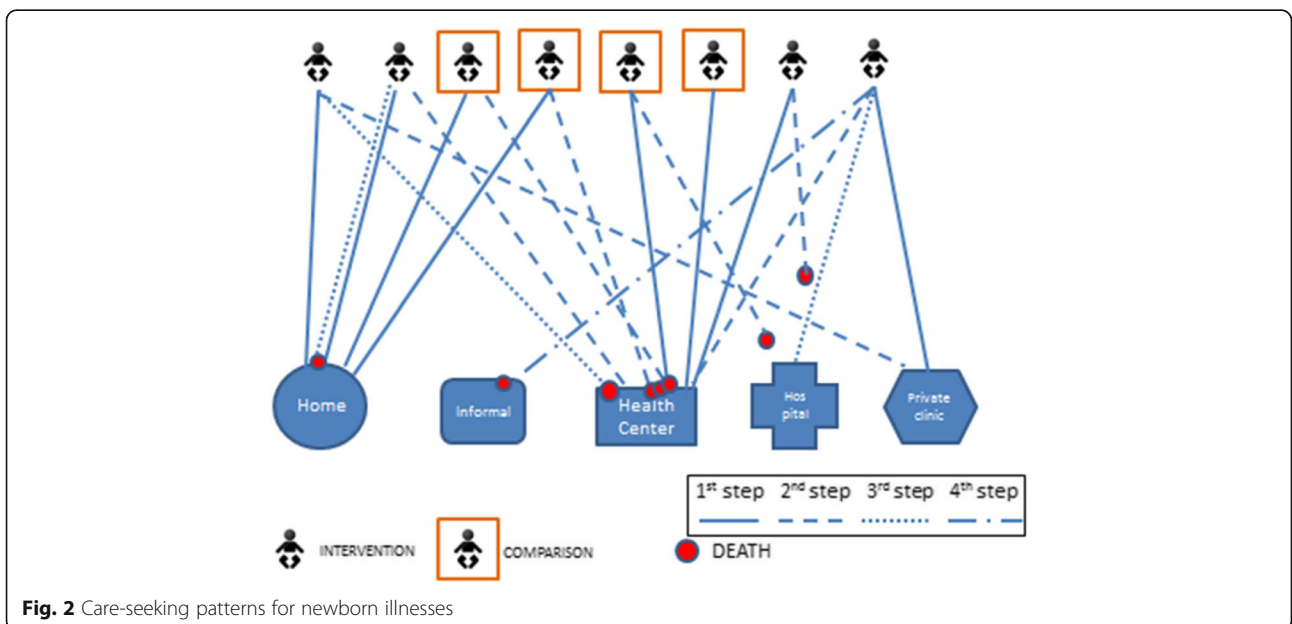 Home
Informal
Health
Center
Hos
pital
Private
clinic
1st step 2nd step 3rd step 4th step
INTERVENTION
COMPARISON
DEATH
Fig. 2 Care-seeking patterns for newborn illnesses